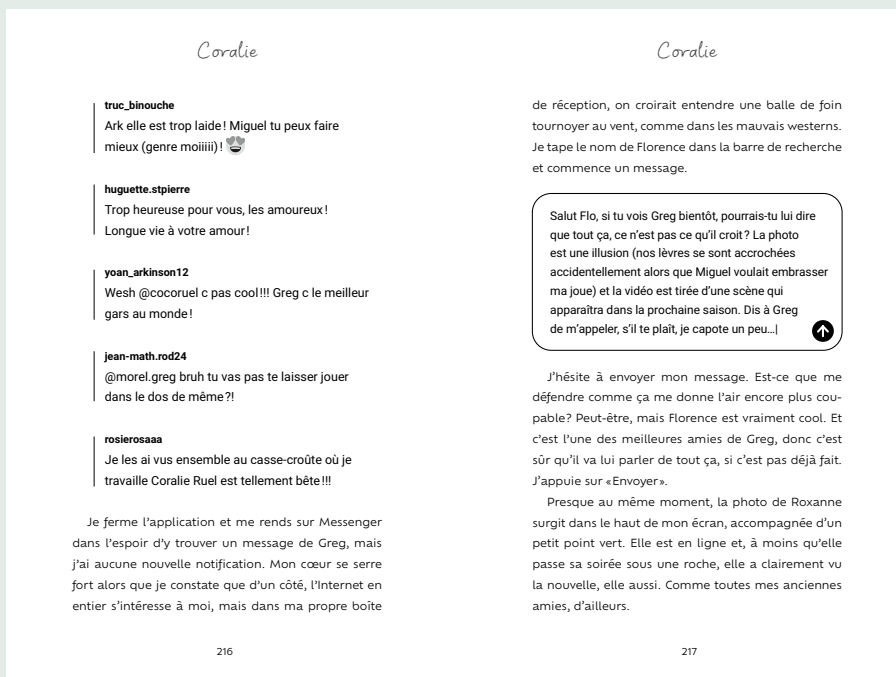 Coralie
truc_binouche
Ark elle est trop laide ! Miguel tu peux faire
mieux (genre moiiiii) ! 😍
huguette.stpierre
Trop heureuse pour vous, les amoureux !
Longue vie à votre amour !
yoan_arkinson12
Wesh @cocoruel c pas cool !!! Greg c le meilleur
gars au monde !
jean-math.rod24
@morel.greg bruh tu vas pas te laisser jouer
dans le dos de même ?!
rosierosaaa
Je les ai vus ensemble au casse-croûte où je
travaille Coralie Ruel est tellement bête !!!
Je ferme l’application et me rends sur Messenger
dans l’espoir d’y trouver un message de Greg, mais
j’ai aucune nouvelle notification. Mon cœur se serre
fort alors que je constate que d’un côté, l’Internet en
entier s’intéresse à moi, mais dans ma propre boîte
216
Coralie
de réception, on croirait entendre une balle de foin
tournoyer au vent, comme dans les mauvais westerns.
Je tape le nom de Florence dans la barre de recherche
et commence un message.
Salut Flo, si tu vois Greg bientôt, pourrais-tu lui dire
que tout ça, ce n’est pas ce qu’il croit ? La photo
est une illusion (nos lèvres se sont accrochées
accidentellement alors que Miguel voulait embrasser
ma joue) et la vidéo est tirée d’une scène qui
apparaîtra dans la prochaine saison. Dis à Greg
de m’appeler, s’il te plaît, je capote un peu…|
J’hésite à envoyer mon message. Est-ce que me
défendre comme ça me donne l’air encore plus cou-
pable ? Peut-être, mais Florence est vraiment cool. Et
c’est l’une des meilleures amies de Greg, donc c’est
sûr qu’il va lui parler de tout ça, si c’est pas déjà fait.
J’appuie sur « Envoyer ».
Presque au même moment, la photo de Roxanne
surgit dans le haut de mon écran, accompagnée d’un
petit point vert. Elle est en ligne et, à moins qu’elle
passe sa soirée sous une roche, elle a clairement vu
la nouvelle, elle aussi. Comme toutes mes anciennes
amies, d’ailleurs.
217